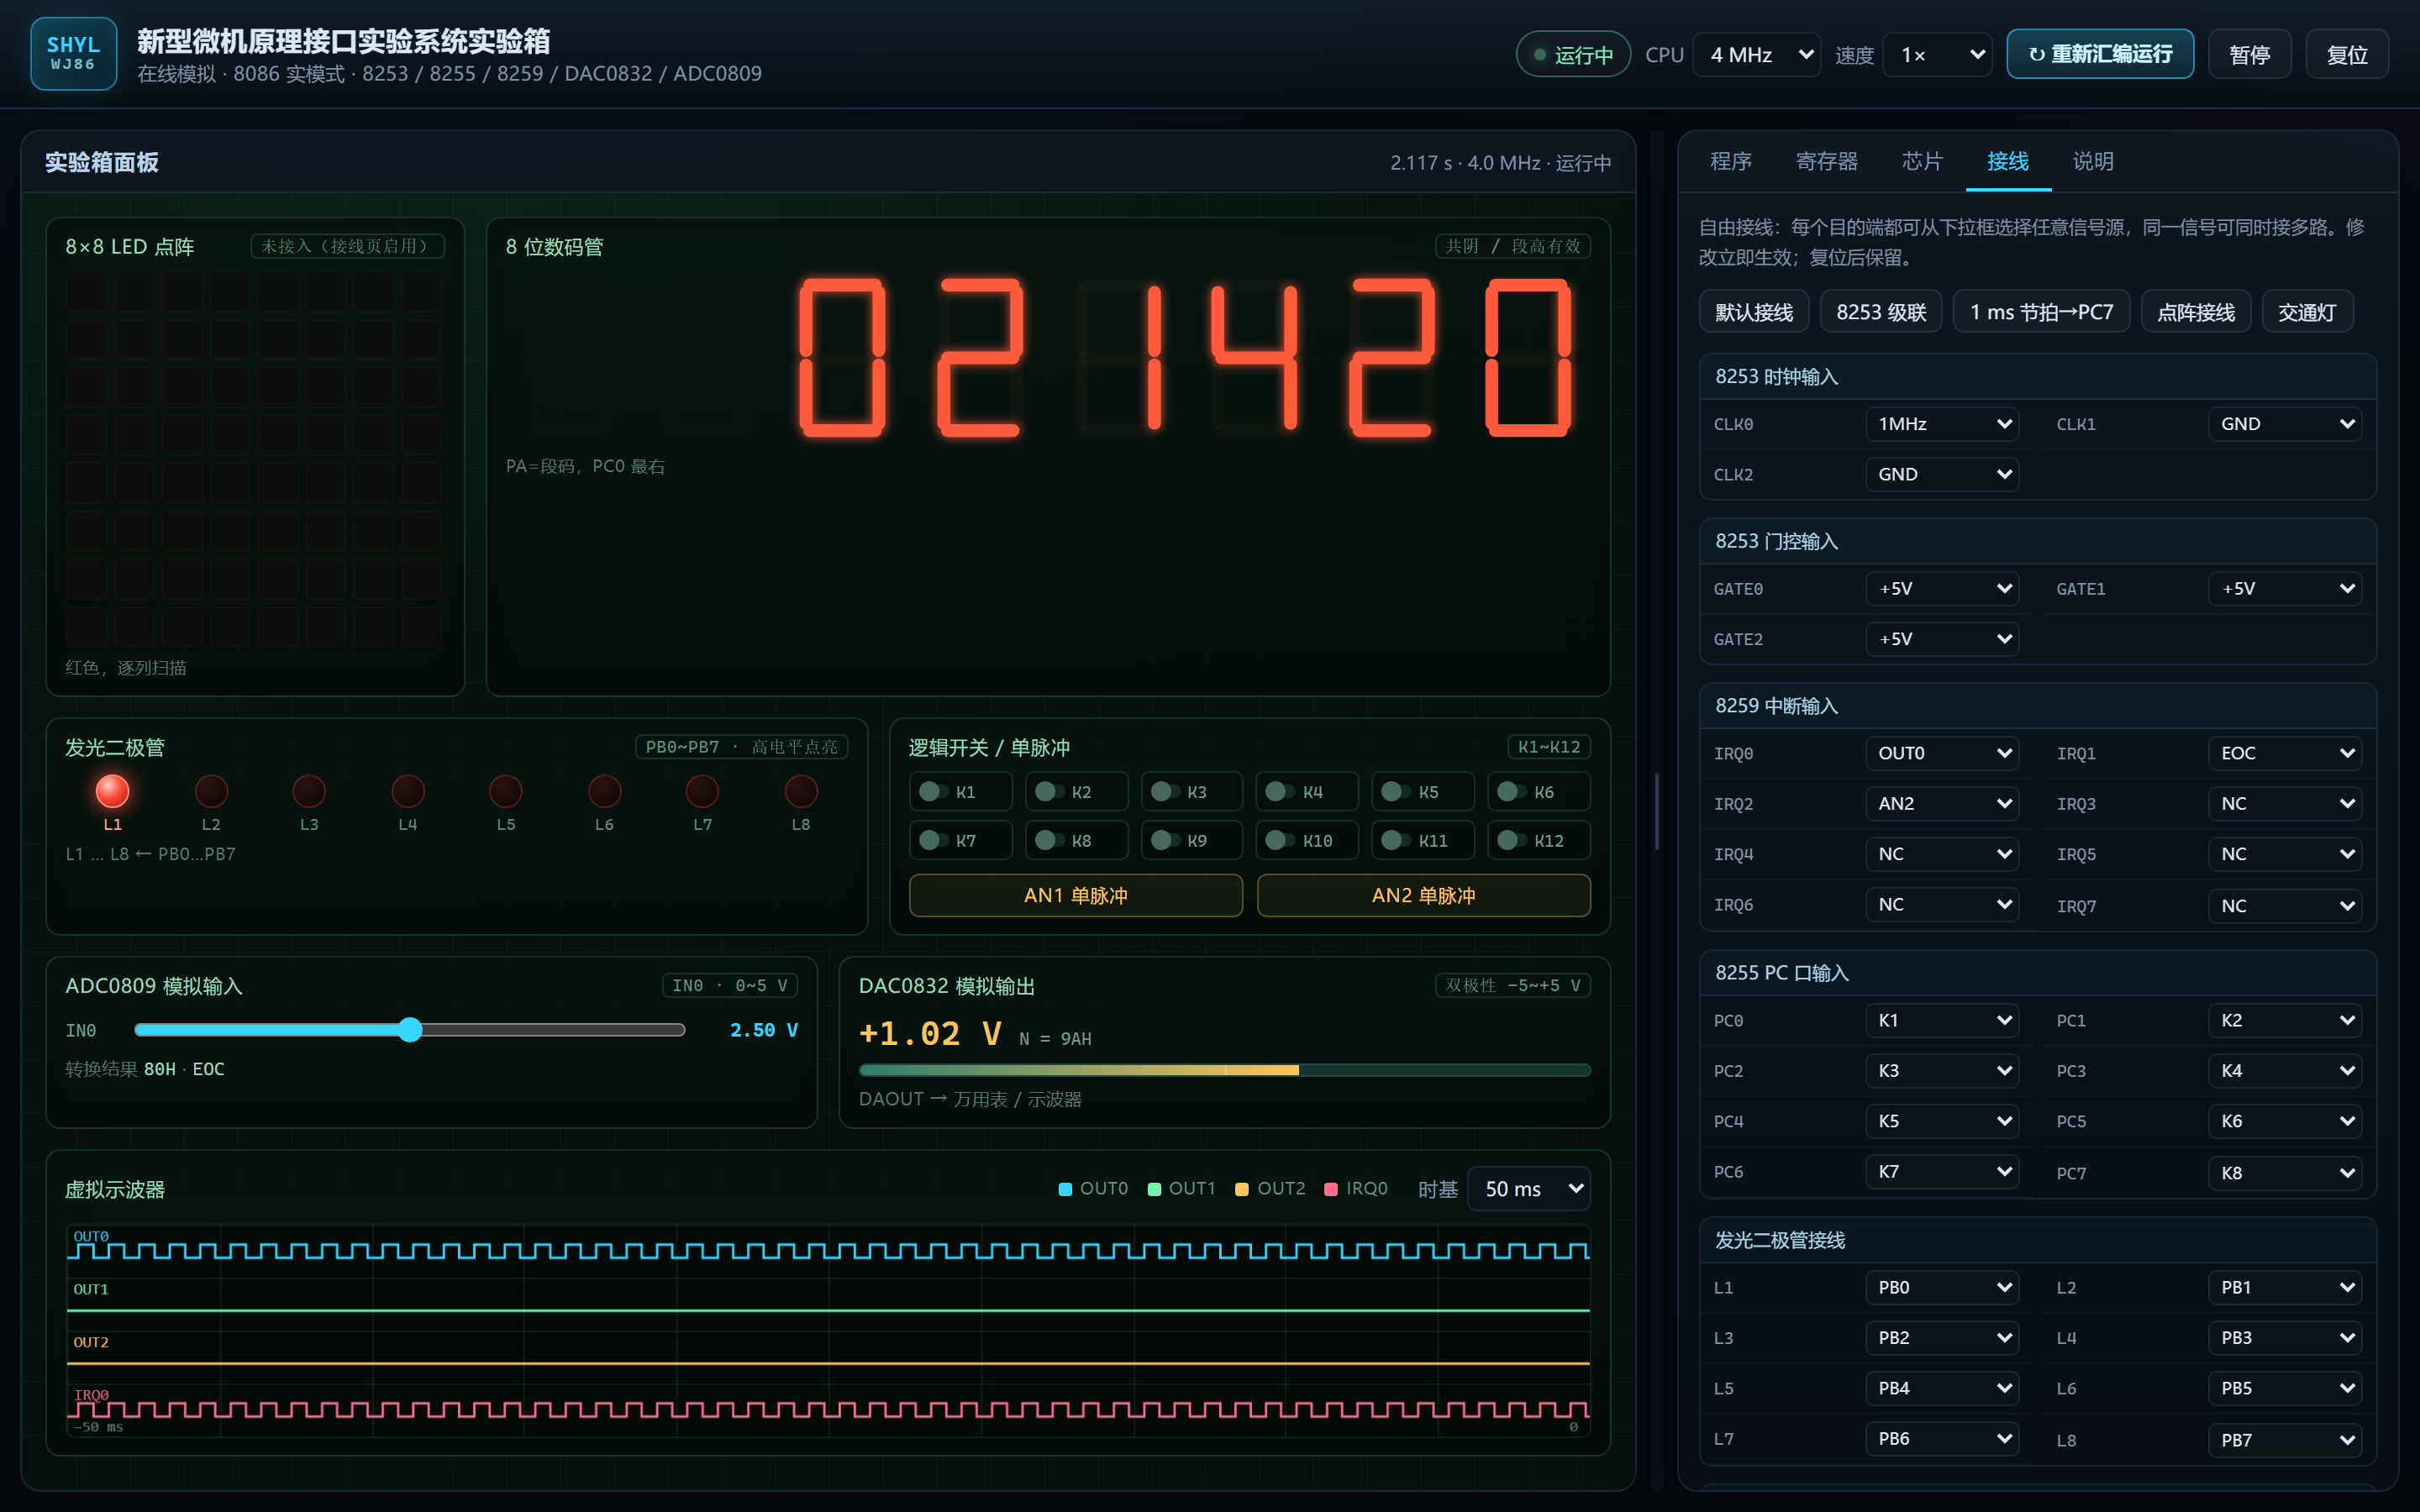 SHYL
WJ86
新型微机原理接口实验系统实验箱
在线模拟 · 8086 实模式 · 8253 / 8255 / 8259 / DAC0832 / ADC0809
运行中
CPU
4 MHz
速度
1×
↻ 重新汇编运行
暂停
复位
实验箱面板
2.117 s · 4.0 MHz · 运行中
8×8 LED 点阵
未接入（接线页启用）
红色，逐列扫描
8 位数码管
共阴 / 段高有效
021420
PA=段码，PC0 最右
发光二极管
PB0~PB7 · 高电平点亮
L1 L2 L3 L4 L5 L6 L7 L8
L1 … L8 ← PB0…PB7
逻辑开关 / 单脉冲
K1~K12
K1 K2 K3 K4 K5 K6
K7 K8 K9 K10 K11 K12
AN1 单脉冲
AN2 单脉冲
ADC0809 模拟输入
IN0 · 0~5 V
IN0
2.50 V
转换结果 80H · EOC
DAC0832 模拟输出
双极性 −5~+5 V
+1.02 V N = 9AH
DAOUT → 万用表 / 示波器
虚拟示波器
OUT0 OUT1 OUT2 IRQ0
时基
50 ms
OUT0
OUT1
OUT2
IRQ0
−50 ms
0
程序
寄存器
芯片
接线
说明
自由接线：每个目的端都可从下拉框选择任意信号源，同一信号可同时接多路。修
改立即生效；复位后保留。
默认接线
8253 级联
1 ms 节拍→PC7
点阵接线
交通灯
8253 时钟输入
CLK0 1MHz CLK1 GND
CLK2 GND
8253 门控输入
GATE0 +5V GATE1 +5V
GATE2 +5V
8259 中断输入
IRQ0 OUT0 IRQ1 EOC
IRQ2 AN2 IRQ3 NC
IRQ4 NC IRQ5 NC
IRQ6 NC IRQ7 NC
8255 PC 口输入
PC0 K1 PC1 K2
PC2 K3 PC3 K4
PC4 K5 PC5 K6
PC6 K7 PC7 K8
发光二极管接线
L1 PB0 L2 PB1
L3 PB2 L4 PB3
L5 PB4 L6 PB5
L7 PB6 L8 PB7